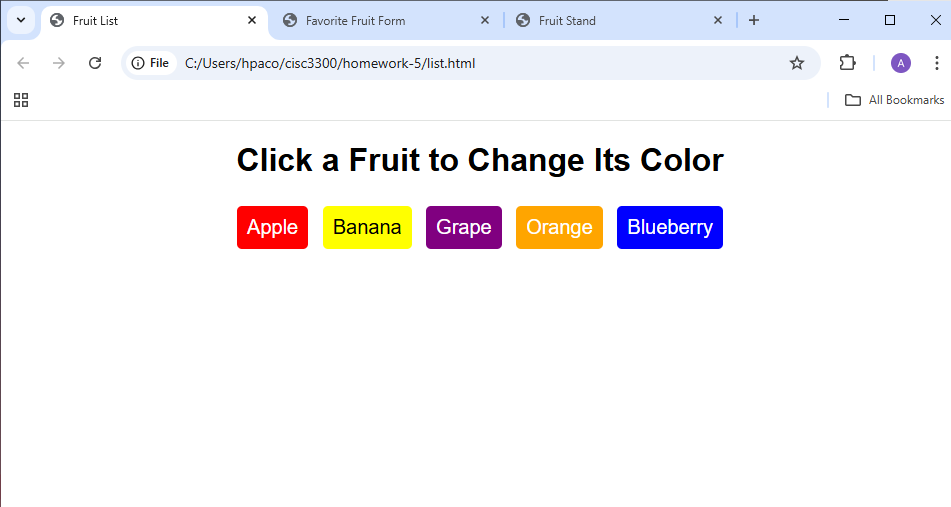 Fruit List
Favorite Fruit Form
Fruit Stand
File
C:/Users/hpaco/cisc3300/homework-5/list.html
A
All Bookmarks
Click a Fruit to Change Its Color
Apple Banana Grape Orange Blueberry